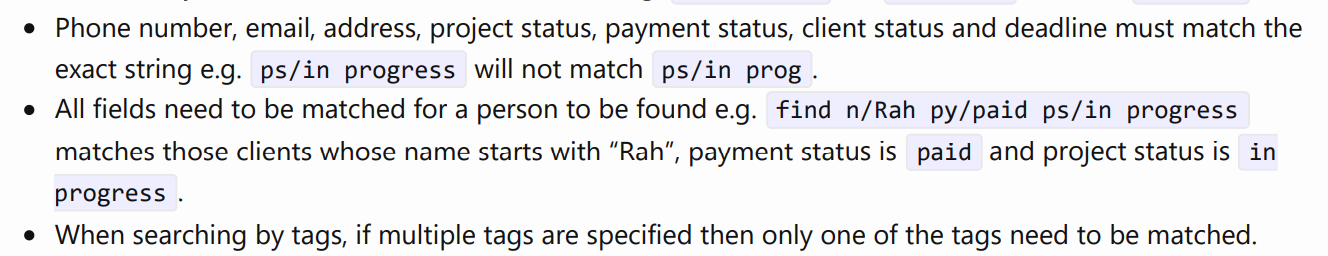 Phone number, email, address, project status, payment status, client status and deadline must match the
exact string e.g. ps/in progress will not match ps/in prog.
All fields need to be matched for a person to be found e.g. find n/Rah py/paid ps/in progress
matches those clients whose name starts with “Rah”, payment status is paid and project status is in
progress.
When searching by tags, if multiple tags are specified then only one of the tags need to be matched.